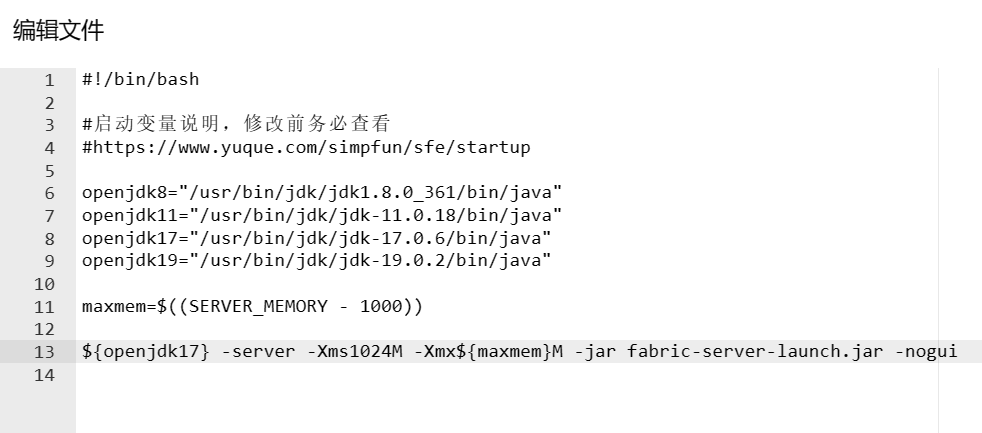 编辑文件
1 #!/bin/bash
2
3 #启动变量说明，修改前务必查看
4 #https://www.yuque.com/simpfun/sfe/startup
5
6 openjdk8="/usr/bin/jdk/jdk1.8.0_361/bin/java"
7 openjdk11="/usr/bin/jdk/jdk-11.0.18/bin/java"
8 openjdk17="/usr/bin/jdk/jdk-17.0.6/bin/java"
9 openjdk19="/usr/bin/jdk/jdk-19.0.2/bin/java"
10
11 maxmem=$((SERVER_MEMORY - 1000))
12
13 ${openjdk17} -server -Xms1024M -Xmx${maxmem}M -jar fabric-server-launch.jar -nogui
14